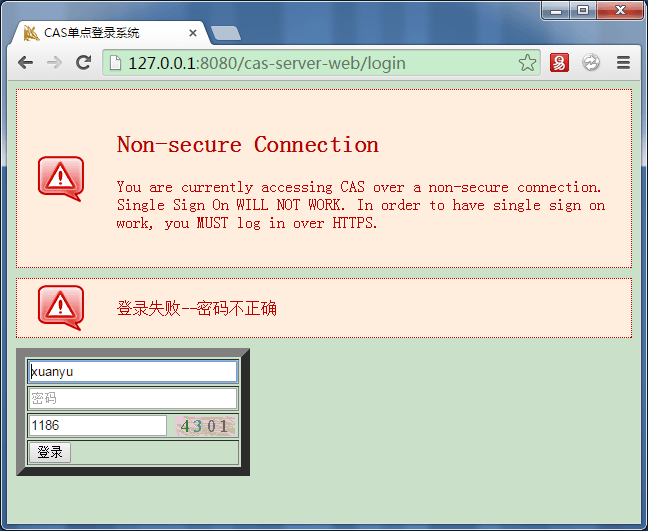 CAS单点登录系统
127.0.0.1:8080/cas-server-web/login
易
Non-secure Connection
You are currently accessing CAS over a non-secure connection.
Single Sign On WILL NOT WORK. In order to have single sign on
work, you MUST log in over HTTPS.
登录失败--密码不正确
xuanyu
密码
1186 4301
登录